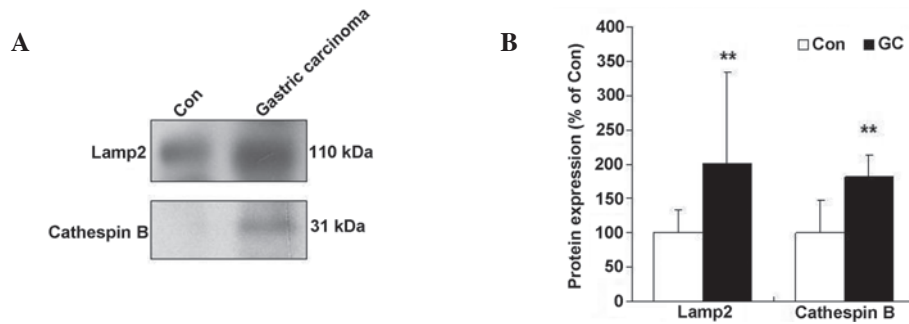 A
Con
Gastric carcinoma
Lamp2
110 kDa
Cathespin B
31 kDa
B
Protein expression (% of Con)
400
350
300
250
200
150
100
50
0
Con GC
**
**
Lamp2
Cathespin B